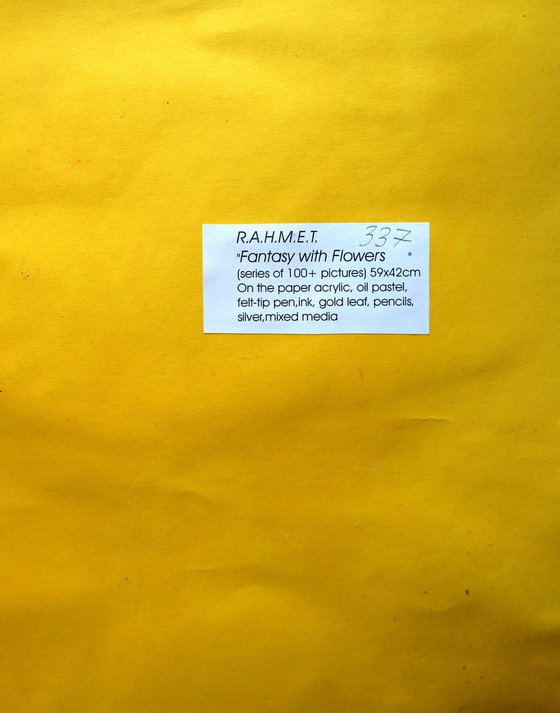 R.A.H.M.E.T. 337
"Fantasy with Flowers "
(series of 100+ pictures) 59x42cm
On the paper acrylic, oil pastel,
felt-tip pen,ink, gold leaf, pencils,
silver,mixed media